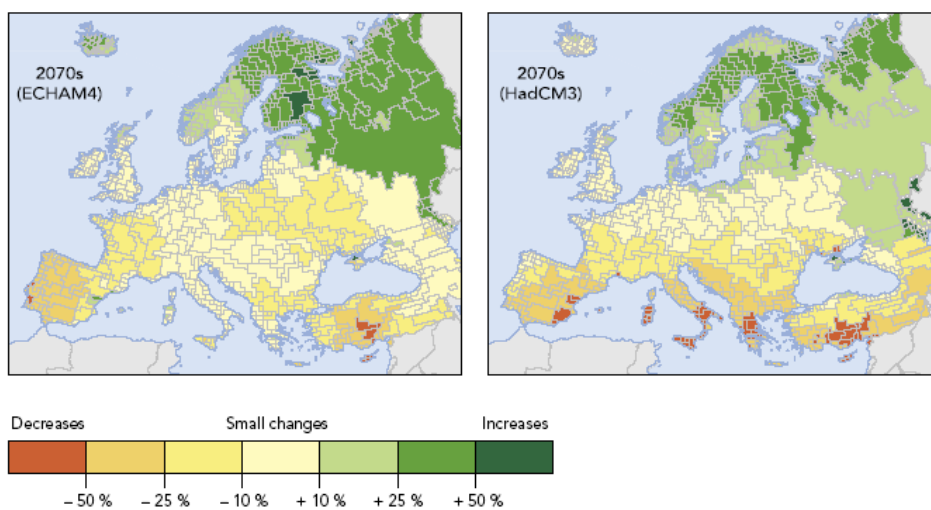 2070s
(ECHAM4)
2070s
(HadCM3)
Decreases Small changes Increases
– 50 % – 25 % – 10 % + 10 % + 25 % + 50 %